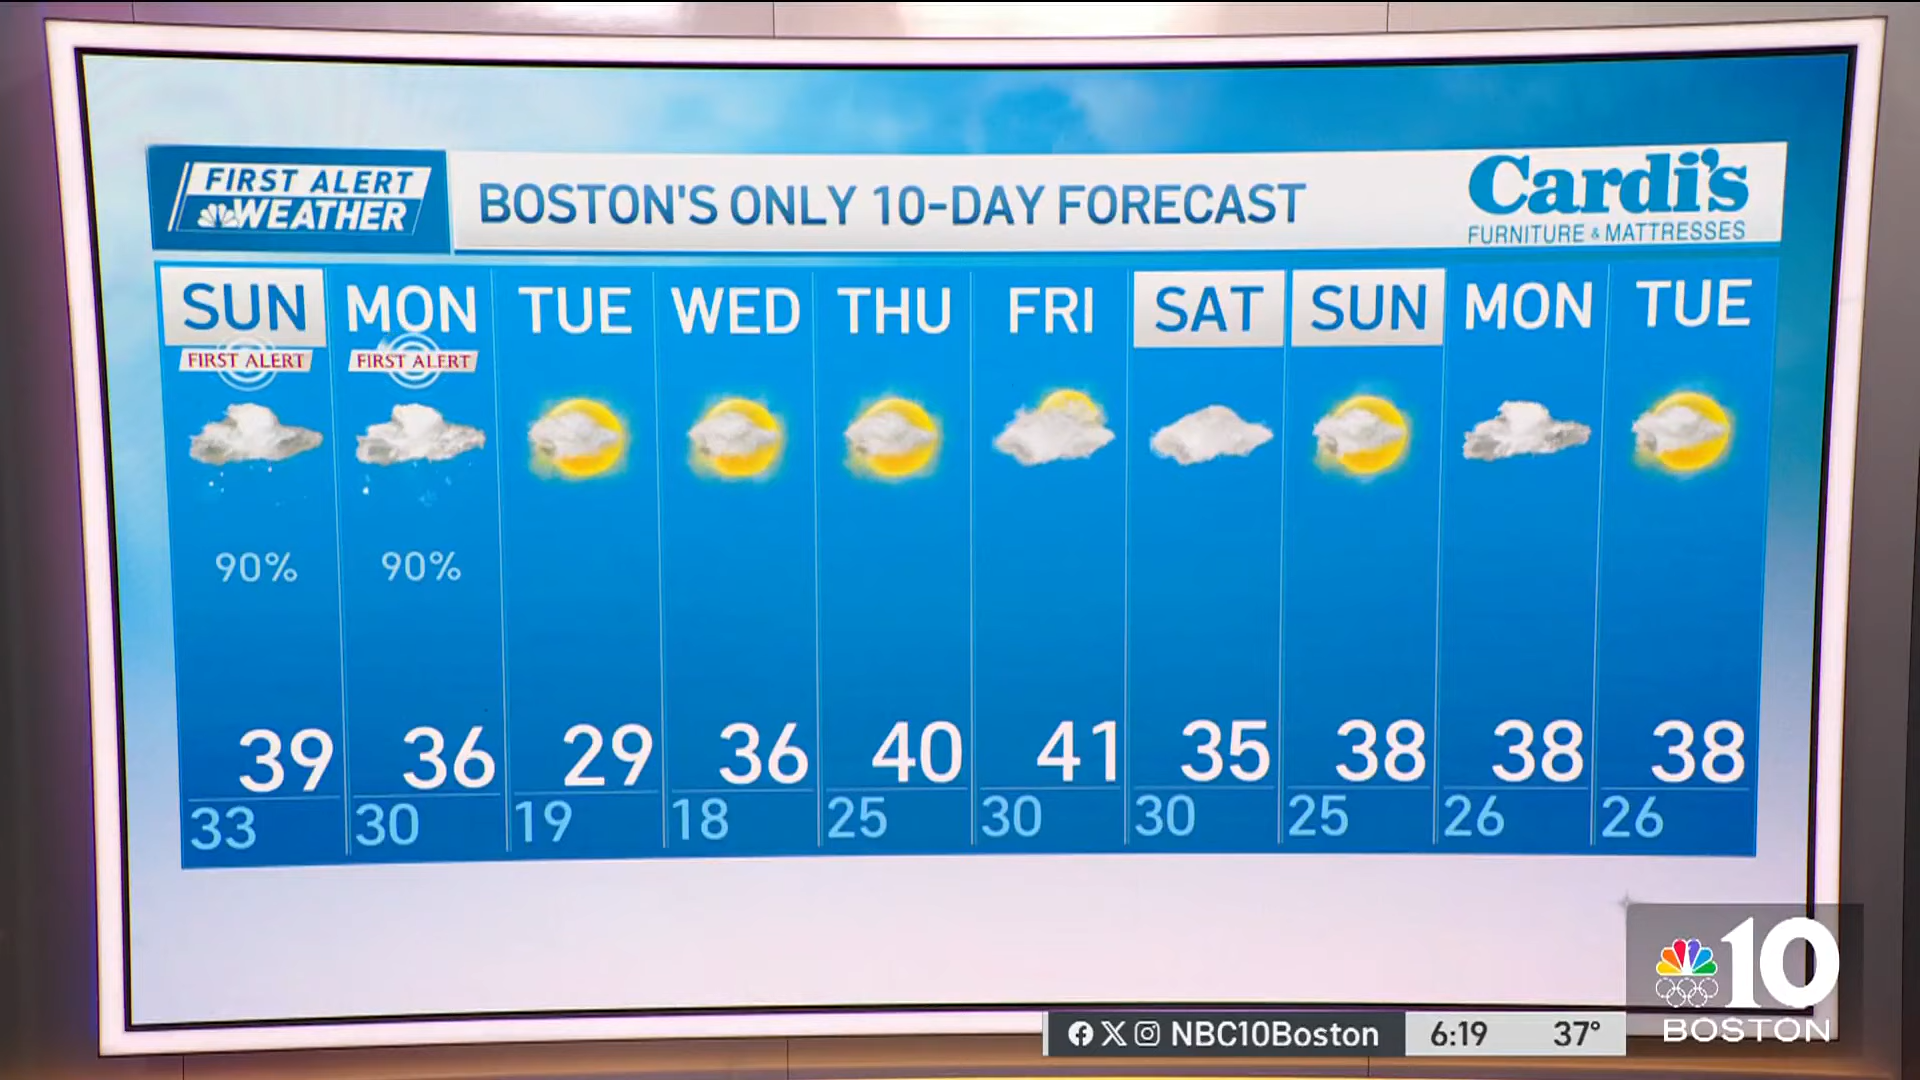 FIRST ALERT
WEATHER
BOSTON'S ONLY 10-DAY FORECAST
Cardi's
FURNITURE & MATTRESSES
SUN MON TUE WED THU FRI SAT SUN MON TUE
FIRST ALERT FIRST ALERT
90% 90%
39 36 29 36 40 41 35 38 38 38
33 30 19 18 25 30 30 25 26 26
10
BOSTON
NBC10Boston 6:19 37°